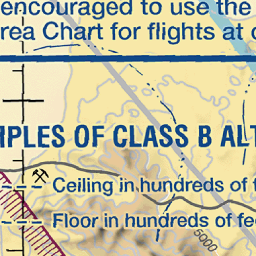 encouraged to use the
rea Chart for flights at
MPLES OF CLASS B ALT
Ceiling in hundreds of
Floor in hundreds of fe
5000